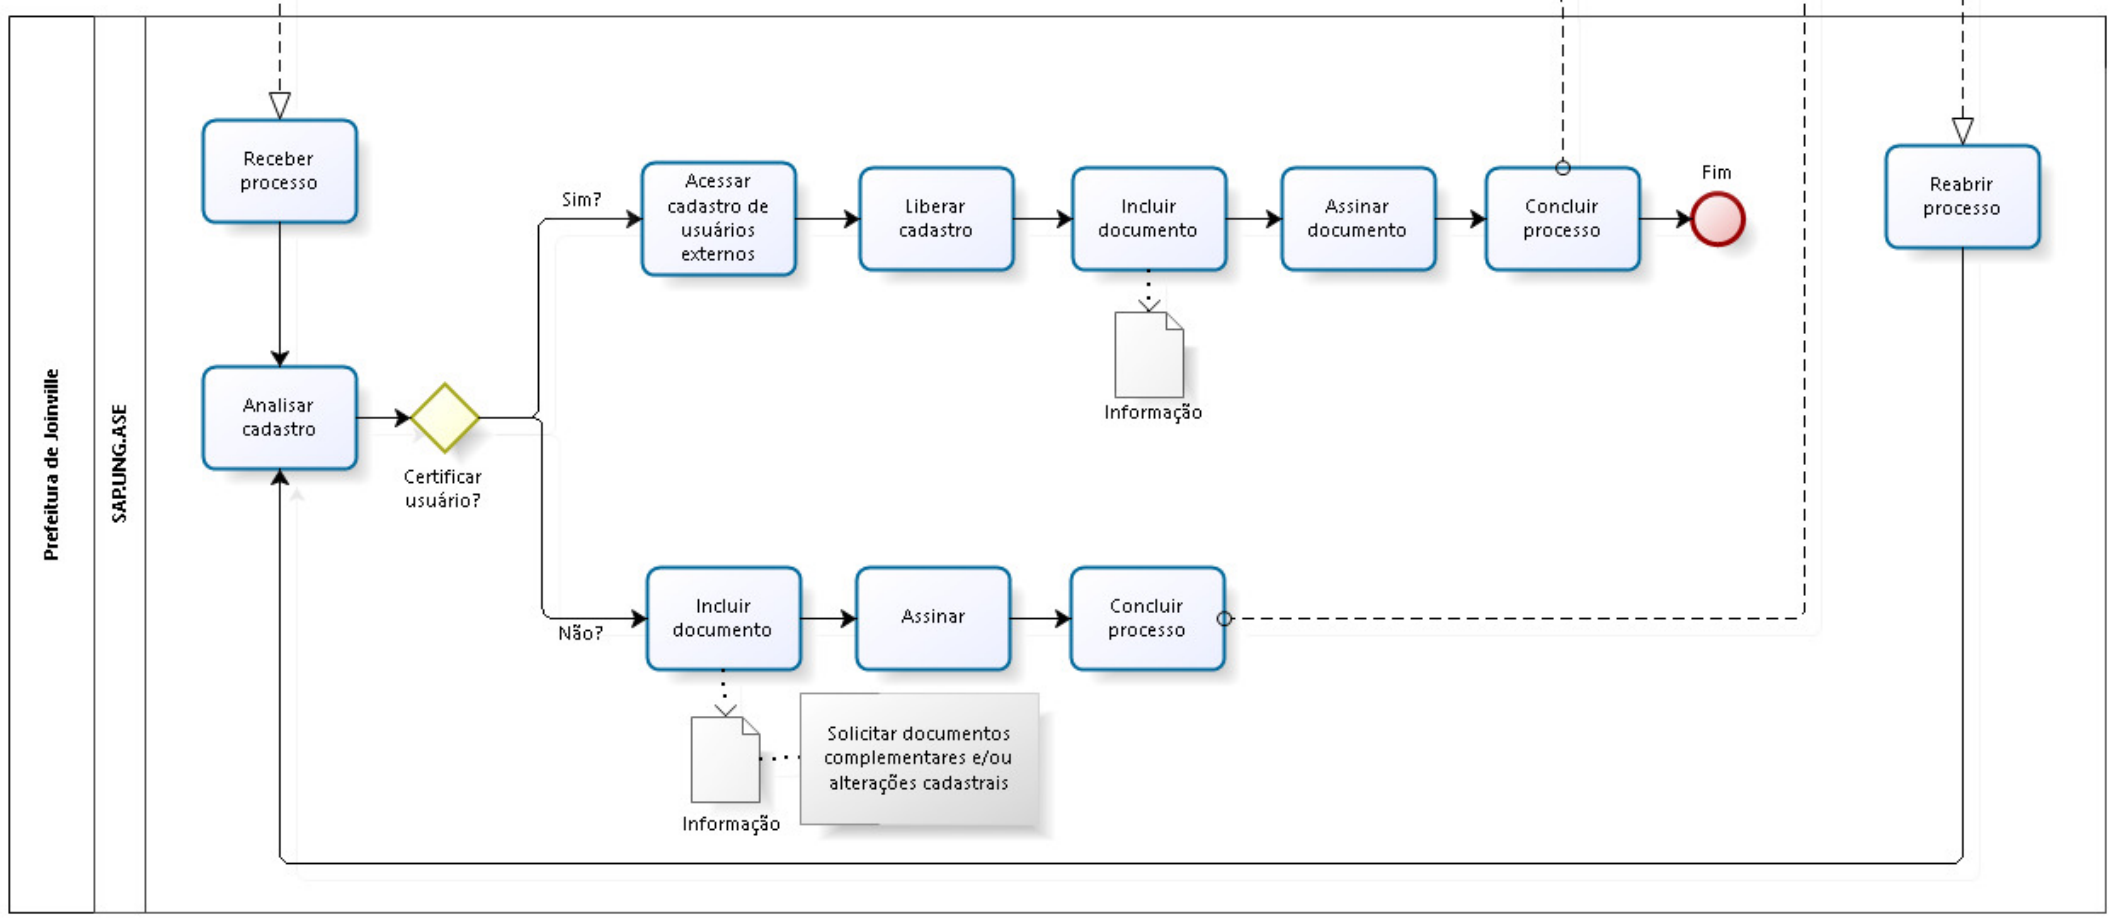 Prefeitura de Joinville
SAP.UNG.ASE
Receber
processo
Analisar
cadastro
Certificar
usuário?
Sim?
Acessar
cadastro de
usuários
externos
Liberar
cadastro
Incluir
documento
Informação
Assinar
documento
Concluir
processo
Fim
Reabrir
processo
Não?
Incluir
documento
Informação
Solicitar documentos
complementares e/ou
alterações cadastrais
Assinar
Concluir
processo